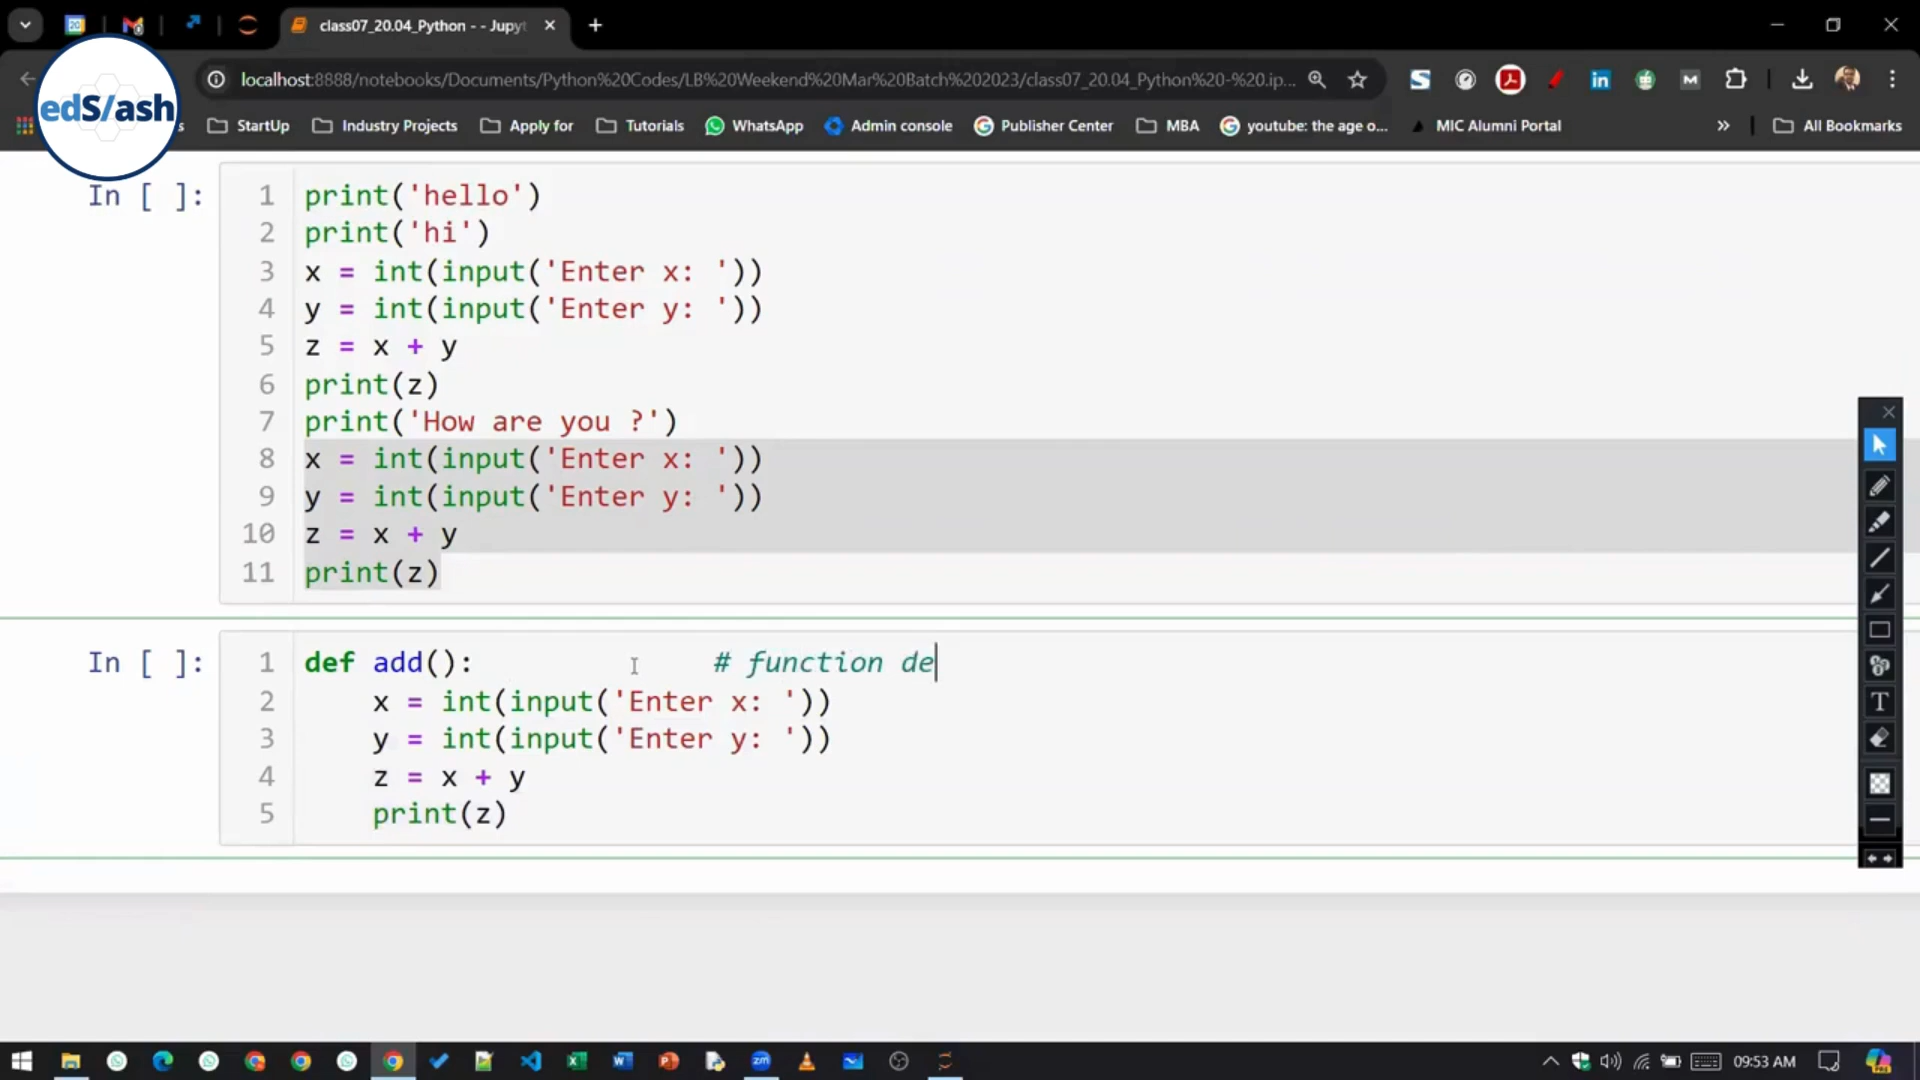 class07_20.04_Python - - Jupyt
localhost:8888/notebooks/Documents/Python%20Codes/LB%20Weekend%20Mar%20Batch%202023/class07_20.04_Python%20-%20.ip...
edS/ash
s
StartUp
Industry Projects
Apply for
Tutorials
WhatsApp
Admin console
Publisher Center
MBA
youtube: the age o...
MIC Alumni Portal
»
All Bookmarks
In [ ]:
1 print('hello')
2 print('hi')
3 x = int(input('Enter x: '))
4 y = int(input('Enter y: '))
5 z = x + y
6 print(z)
7 print('How are you ?')
8 x = int(input('Enter x: '))
9 y = int(input('Enter y: '))
10 z = x + y
11 print(z)
In [ ]:
1 def add(): # function de
2 x = int(input('Enter x: '))
3 y = int(input('Enter y: '))
4 z = x + y
5 print(z)
T
09:53 AM